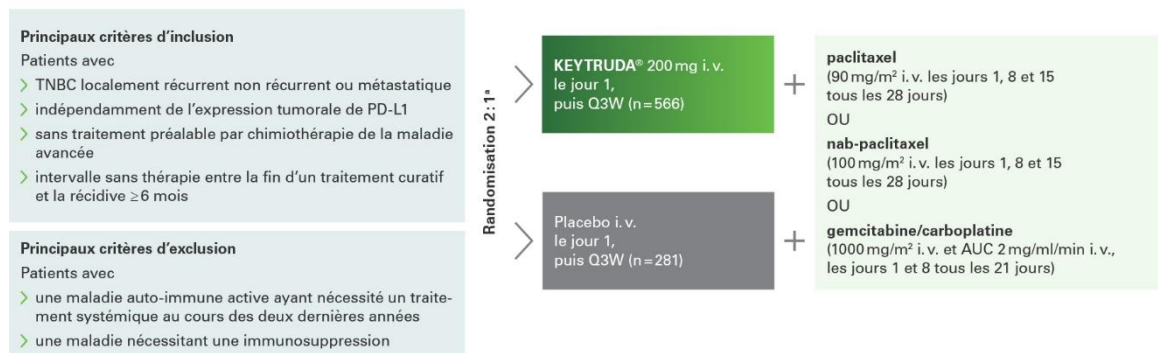 Principaux critères d'inclusion
Patients avec
> TNBC localement récurrent non récurrent ou métastatique
> indépendamment de l'expression tumorale de PD-L1
> sans traitement préalable par chimiothérapie de la maladie
avancée
> intervalle sans thérapie entre la fin d'un traitement curatif
et la récidive ≥ 6 mois
Principaux critères d'exclusion
Patients avec
> une maladie auto-immune active ayant nécessité un traite-
ment systémique au cours des deux dernières années
> une maladie nécessitant une immunosuppression
Randomisation 2 : 1ª
KEYTRUDA® 200 mg i. v.
le jour 1,
puis Q3W (n = 566)
Placebo i. v.
le jour 1,
puis Q3W (n = 281)
+
+
paclitaxel
(90 mg/m² i. v. les jours 1, 8 et 15
tous les 28 jours)
OU
nab-paclitaxel
(100 mg/m² i. v. les jours 1, 8 et 15
tous les 28 jours)
OU
gemcitabine/carboplatine
(1000 mg/m² i. v. et AUC 2 mg/ml/min i. v.,
les jours 1 et 8 tous les 21 jours)